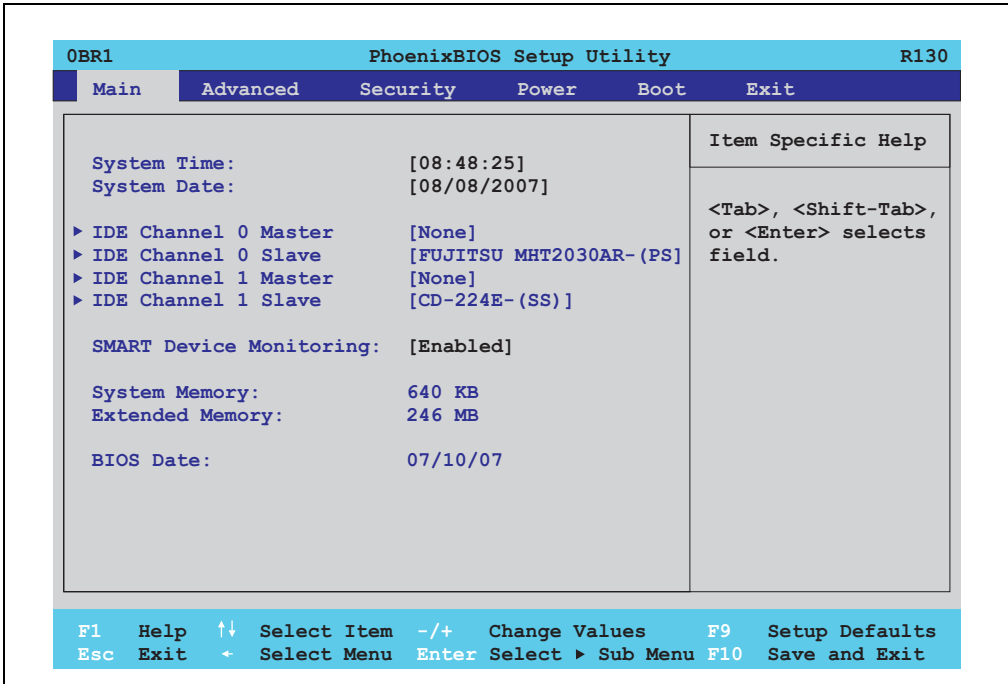 0BR1 PhoenixBIOS Setup Utility R130
Main Advanced Security Power Boot Exit
Item Specific Help
System Time: [08:48:25]
System Date: [08/08/2007]
<Tab>, <Shift-Tab>,
or <Enter> selects
field.
▶ IDE Channel 0 Master [None]
▶ IDE Channel 0 Slave [FUJITSU MHT2030AR-(PS]
▶ IDE Channel 1 Master [None]
▶ IDE Channel 1 Slave [CD-224E-(SS)]
SMART Device Monitoring: [Enabled]
System Memory: 640 KB
Extended Memory: 246 MB
BIOS Date: 07/10/07
F1 Help ↑↓ Select Item -/+ Change Values F9 Setup Defaults
Esc Exit ← Select Menu Enter Select ▶ Sub Menu F10 Save and Exit